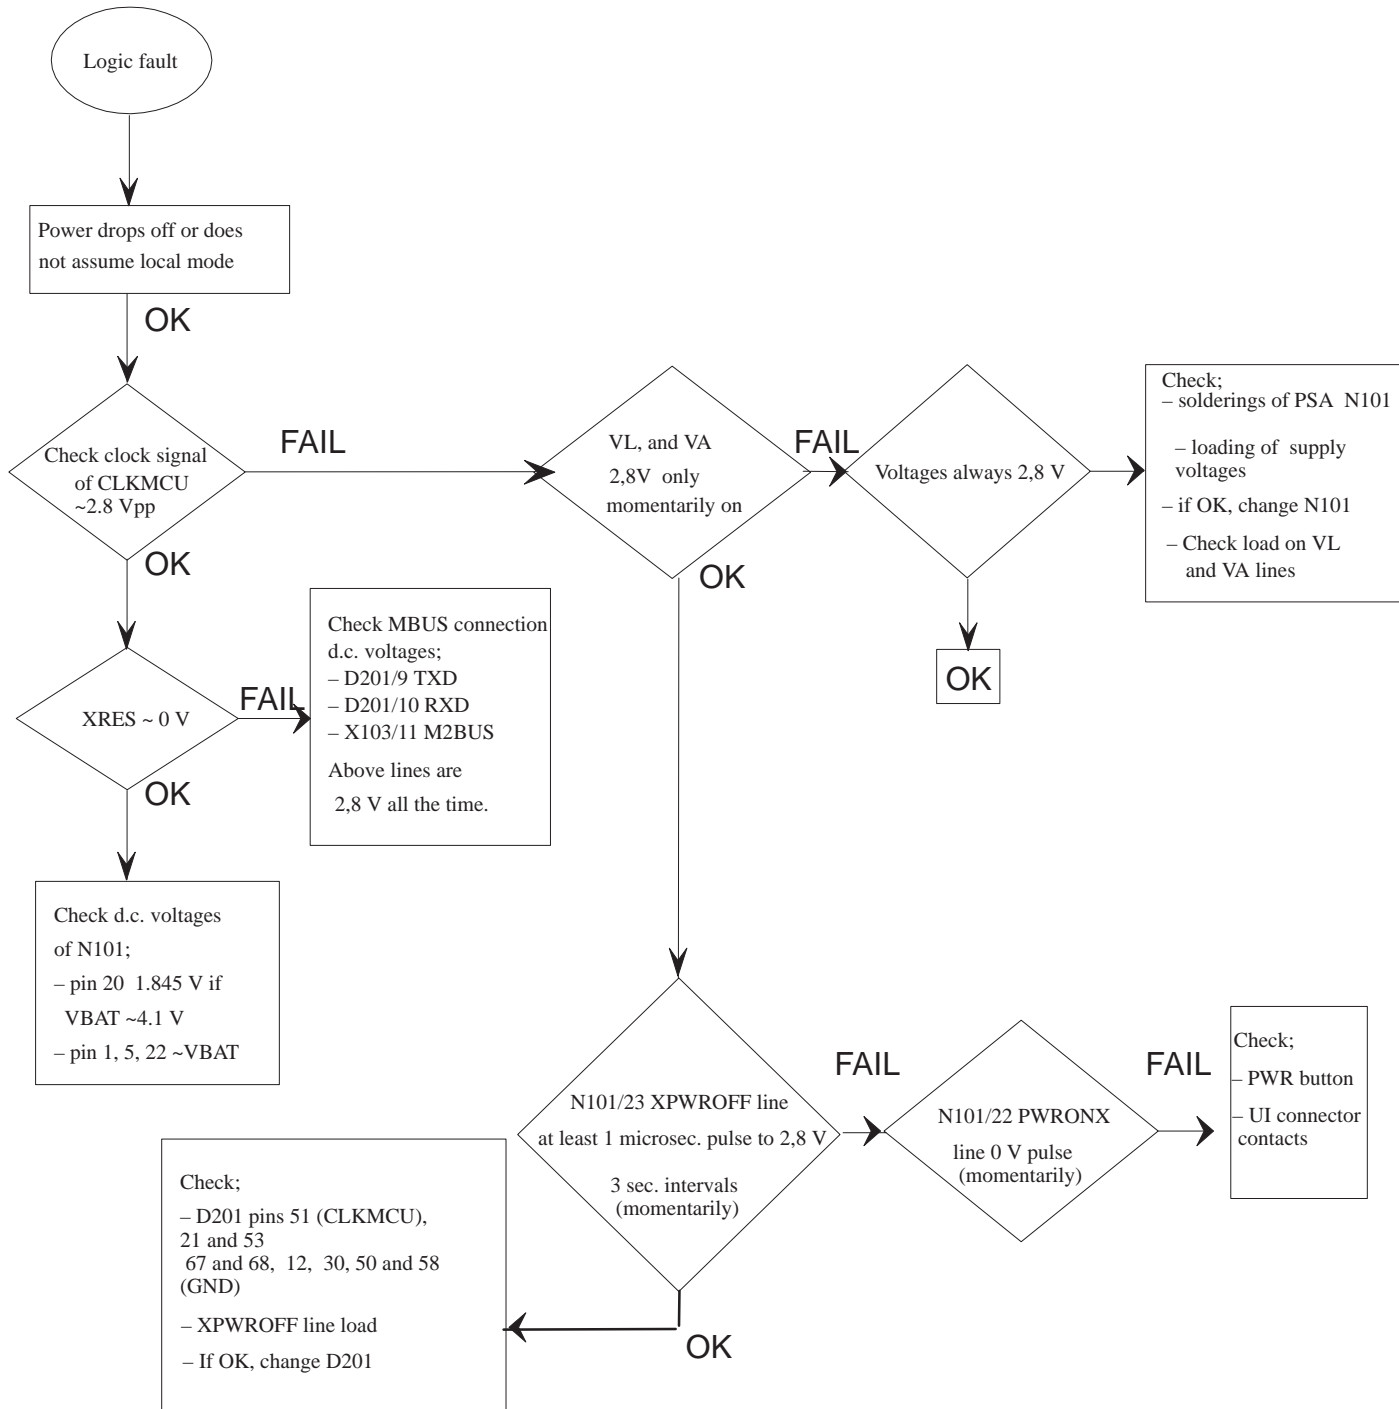 Logic fault
Power drops off or does
not assume local mode
OK
Check clock signal
of CLKMCU
~2.8 Vpp
FAIL
OK
VL, and VA
2,8V only
momentarily on
FAIL
OK
Voltages always 2,8 V
Check;
– solderings of PSA N101
– loading of supply
voltages
– if OK, change N101
– Check load on VL
and VA lines
OK
XRES ~ 0 V
FAIL
OK
Check MBUS connection
d.c. voltages;
– D201/9 TXD
– D201/10 RXD
– X103/11 M2BUS
Above lines are
2,8 V all the time.
Check d.c. voltages
of N101;
– pin 20 1.845 V if
VBAT ~4.1 V
– pin 1, 5, 22 ~VBAT
N101/23 XPWROFF line
at least 1 microsec. pulse to 2,8 V
3 sec. intervals
(momentarily)
FAIL
OK
N101/22 PWRONX
line 0 V pulse
(momentarily)
FAIL
Check;
– PWR button
– UI connector
contacts
Check;
– D201 pins 51 (CLKMCU),
21 and 53
67 and 68, 12, 30, 50 and 58
(GND)
– XPWROFF line load
– If OK, change D201